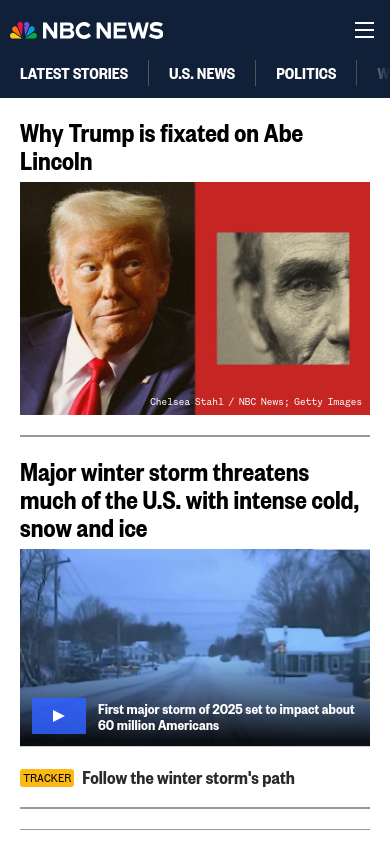 NBC NEWS
LATEST STORIES
U.S. NEWS
POLITICS
Why Trump is fixated on Abe
Lincoln
Chelsea Stahl / NBC News; Getty Images
Major winter storm threatens
much of the U.S. with intense cold,
snow and ice
First major storm of 2025 set to impact about
60 million Americans
TRACKER Follow the winter storm's path